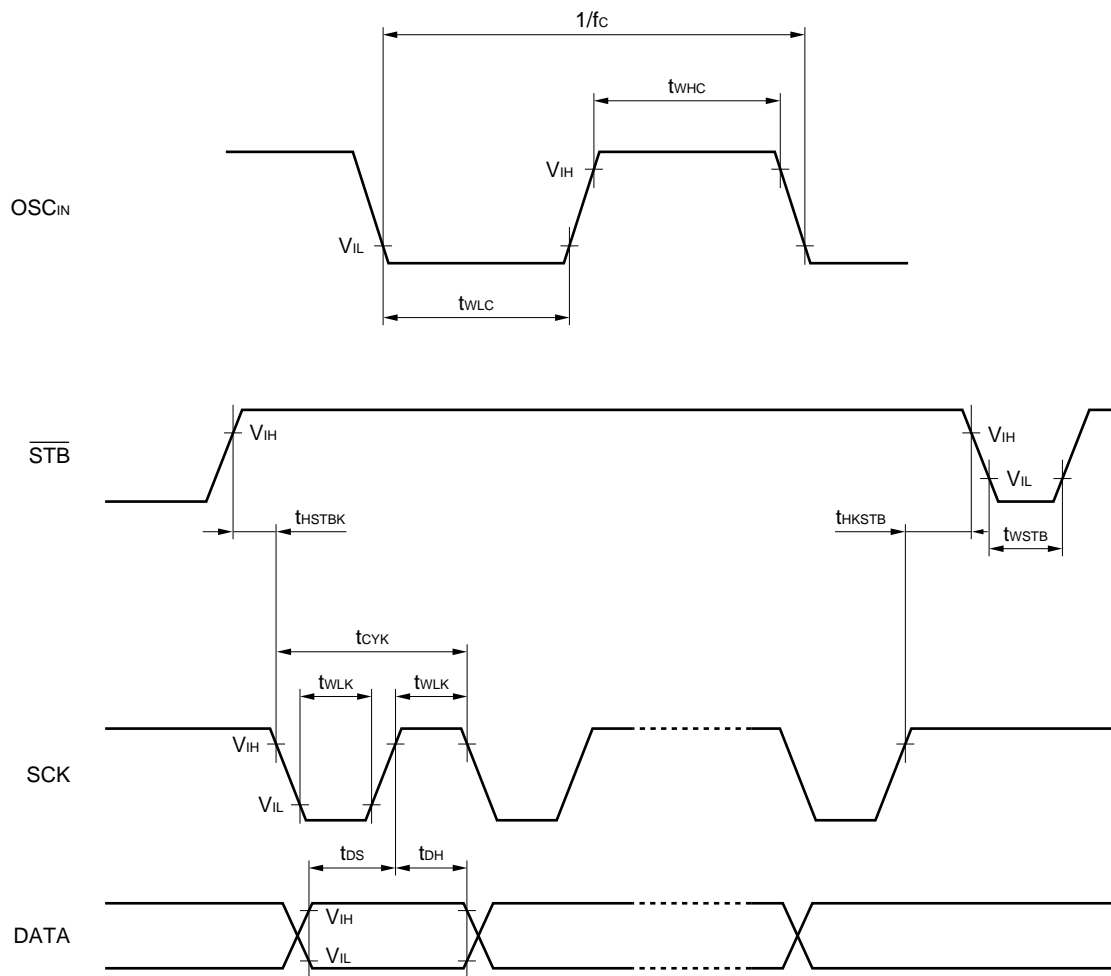 1/fC
tWHC
VIH
OSCIN
VIL
tWLC
VIH
VIH
STB
VIL
tHSTBK
tHKSTB
tWSTB
tCYK
tWLK
tWLK
VIH
SCK
VIL
tDS
tDH
VIH
DATA
VIL